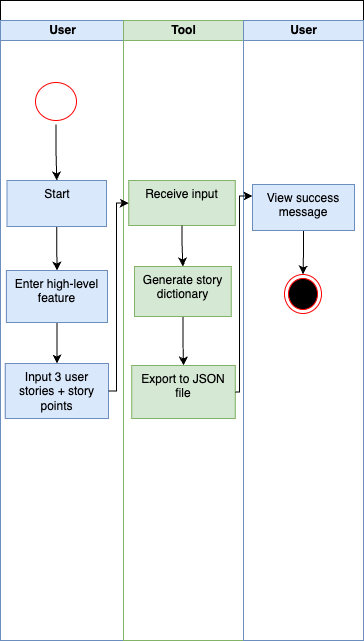 User
Tool
User
Start
Enter high-level
feature
Input 3 user
stories + story
points
Receive input
Generate story
dictionary
Export to JSON
file
View success
message